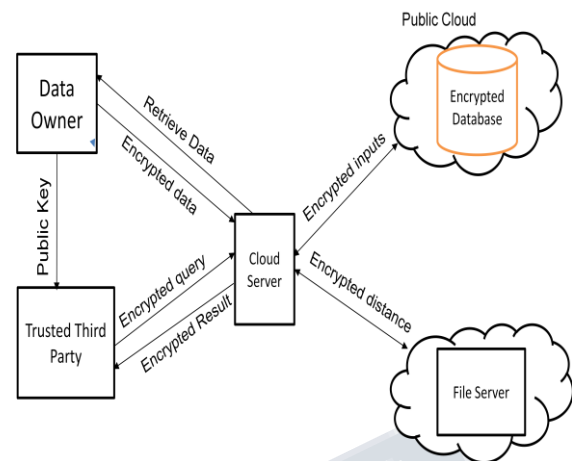 Public Cloud
Data
Owner
Encrypted
Database
Retrieve Data
Encrypted data
Encrypted inputs
Public Key
Cloud
Server
Encrypted query
Encrypted Result
Encrypted distance
Trusted Third
Party
File Server